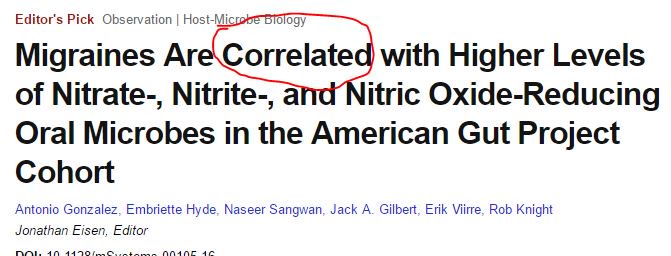 Editor's Pick Observation | Host-Microbe Biology
Migraines Are Correlated with Higher Levels
of Nitrate-, Nitrite-, and Nitric Oxide-Reducing
Oral Microbes in the American Gut Project
Cohort
Antonio Gonzalez, Embriette Hyde, Naseer Sangwan, Jack A. Gilbert, Erik Viirre, Rob Knight
Jonathan Eisen, Editor
DOI: 10.1128/mSystems.00105-16